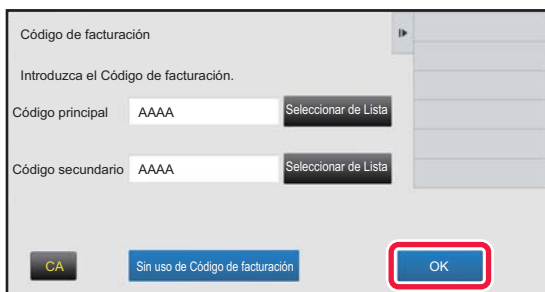 Código de facturación
Introduzca el Código de facturación.
Código principal AAAA Seleccionar de Lista
Código secundario AAAA Seleccionar de Lista
CA Sin uso de Código de facturación OK